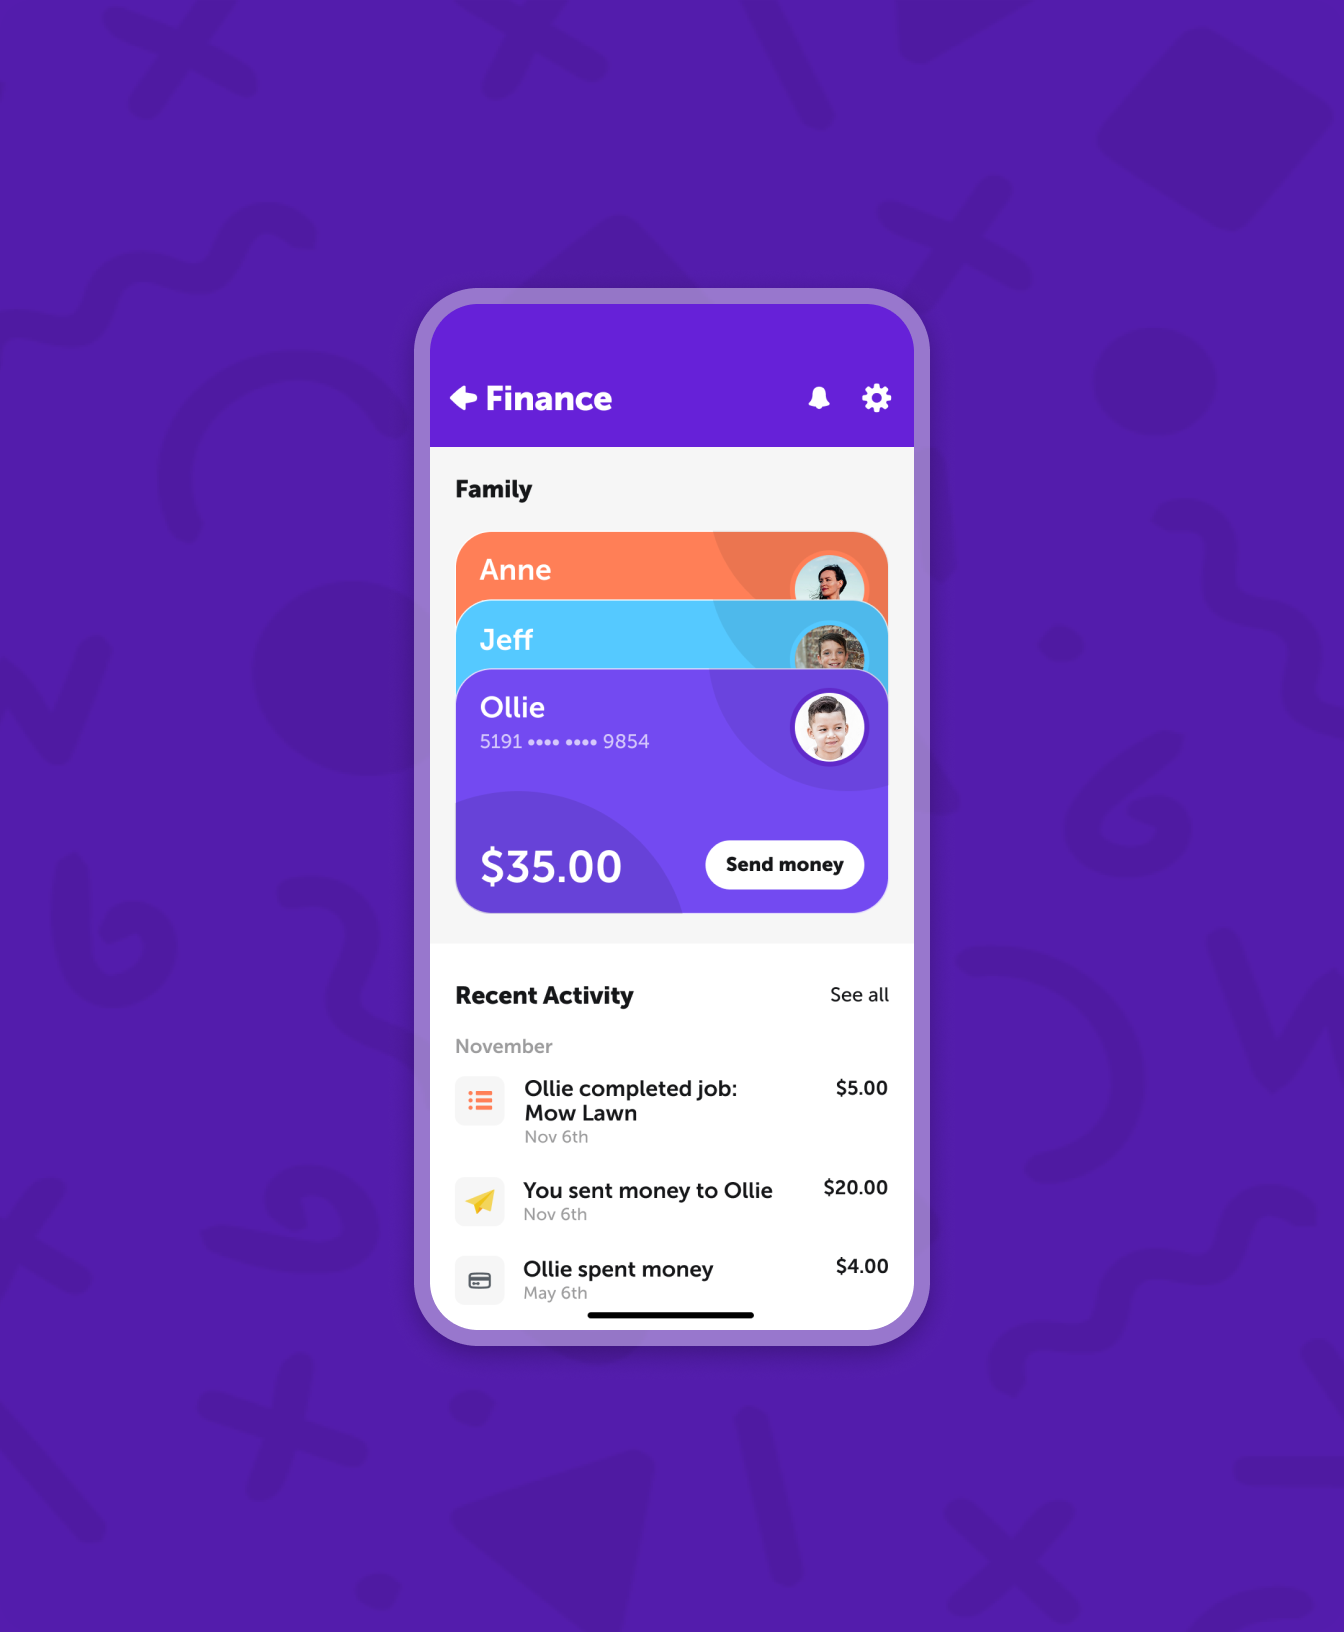 Finance
Family
Anne
Jeff
Ollie
5191 •••• •••• 9854
$35.00
Send money
Recent Activity
See all
November
Ollie completed job:
$5.00
Mow Lawn
Nov 6th
You sent money to Ollie
$20.00
Nov 6th
Ollie spent money
$4.00
May 6th